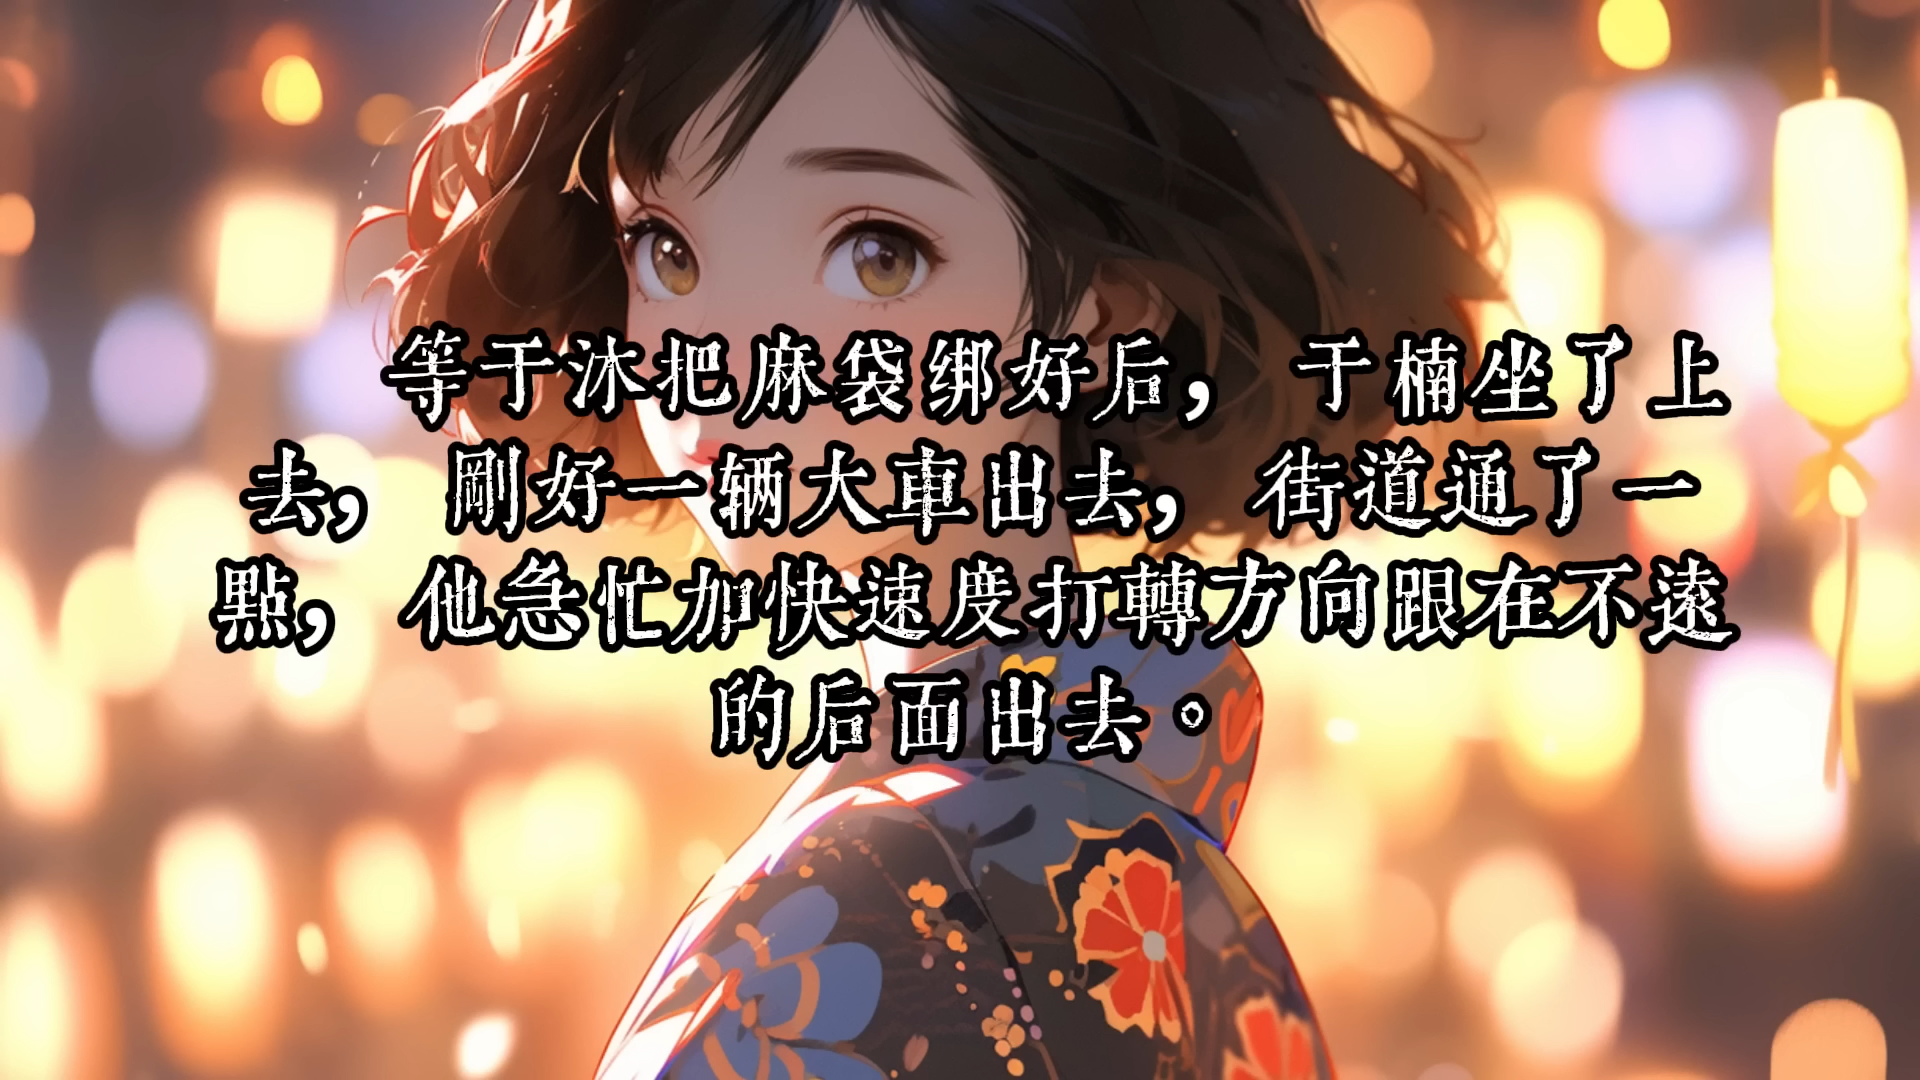 等于沐把麻袋绑好后， 于楠坐了上
去， 剛好一辆大車出去， 街道通了一
點， 他急忙加快速度打轉方向跟在不遠
的后面出去。